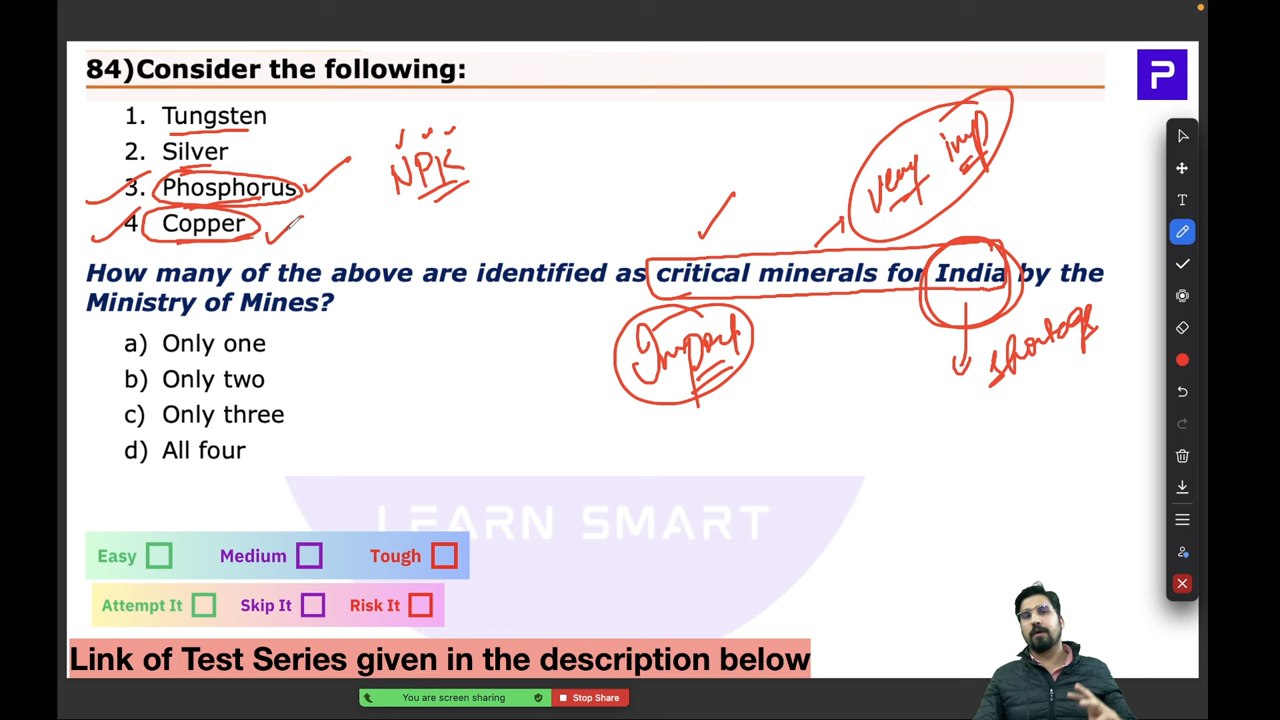 84)Consider the following:
1. Tungsten
2. Silver
3. Phosphorus
4 Copper
NPK
very imp
How many of the above are identified as critical minerals for India by the
Ministry of Mines?
Import
shortage
a) Only one
b) Only two
c) Only three
d) All four
LEARN SMART
Easy Medium Tough
Attempt It Skip It Risk It
Link of Test Series given in the description below
You are screen sharing Stop Share
P
T